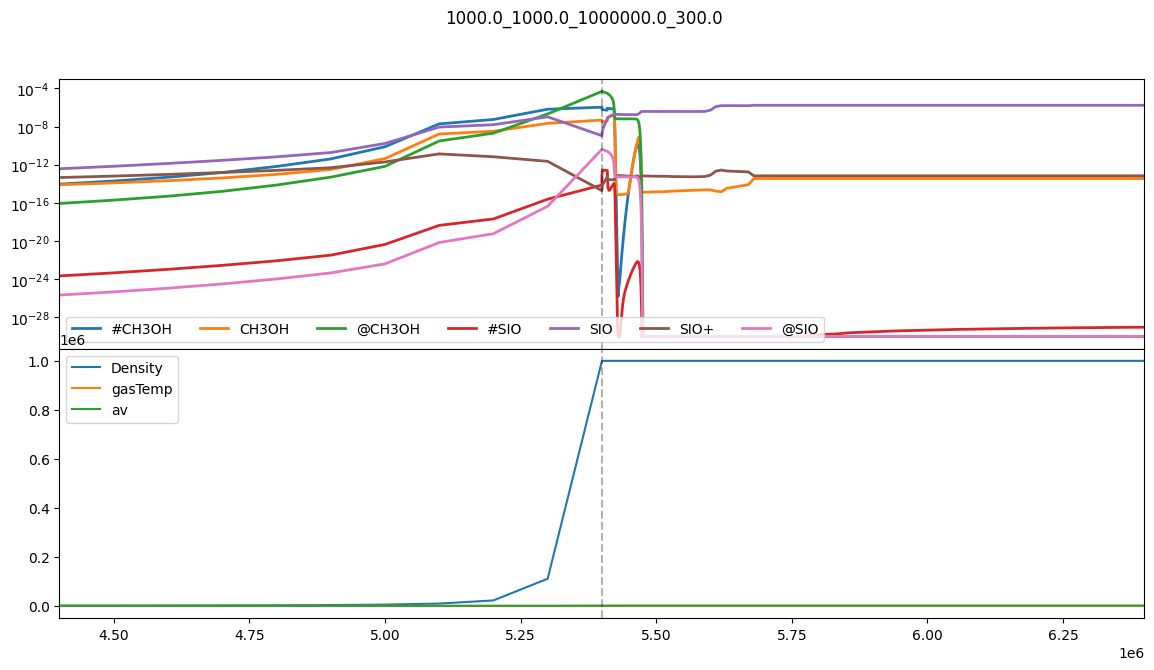 1000.0_1000.0_1000000.0_300.0
10⁻⁴
10⁻⁸
10⁻¹²
10⁻¹⁶
10⁻²⁰
10⁻²⁴
10⁻²⁸
#CH3OH CH3OH @CH3OH #SIO SIO SIO+ @SIO
1e6
Density
gasTemp
av
1.0
0.8
0.6
0.4
0.2
0.0
4.50 4.75 5.00 5.25 5.50 5.75 6.00 6.25
1e6